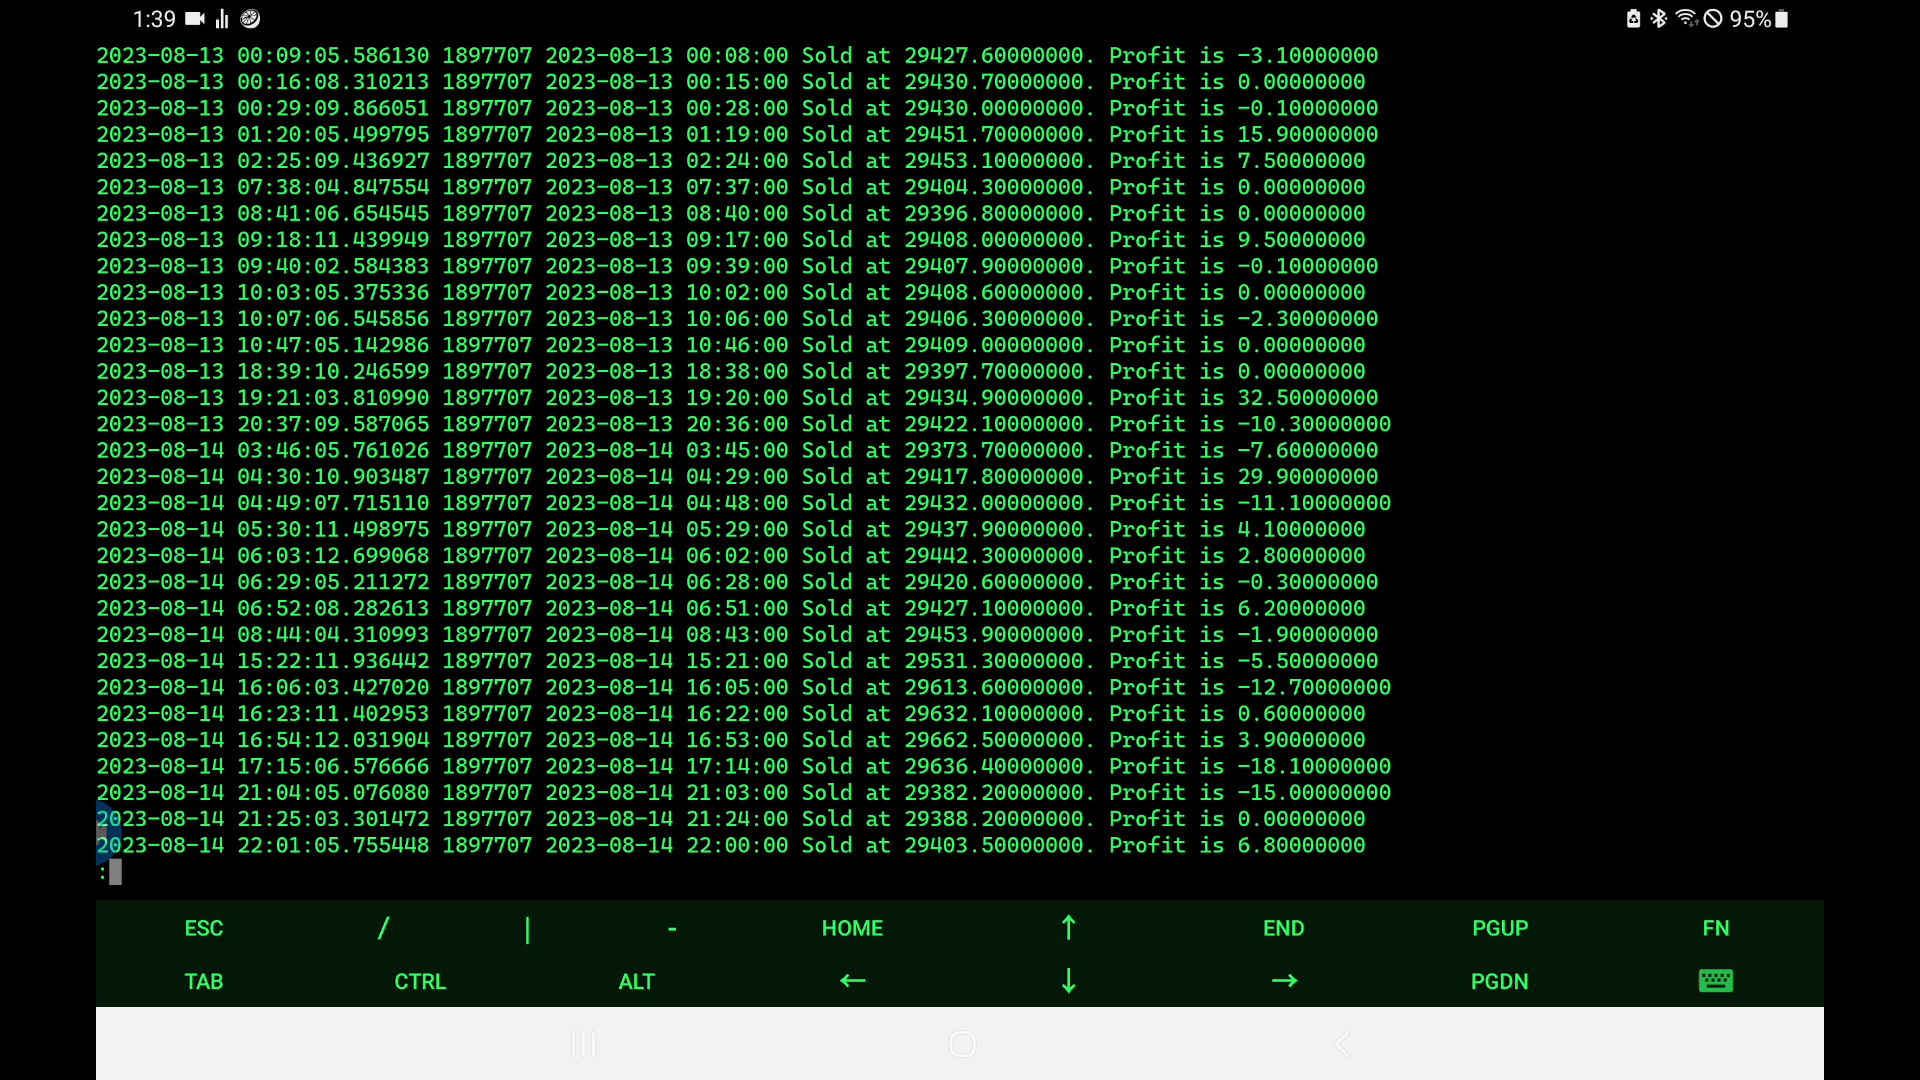 1:39 95%
2023-08-13 00:09:05.586130 1897707 2023-08-13 00:08:00 Sold at 29427.60000000. Profit is -3.10000000
2023-08-13 00:16:08.310213 1897707 2023-08-13 00:15:00 Sold at 29430.70000000. Profit is 0.00000000
2023-08-13 00:29:09.866051 1897707 2023-08-13 00:28:00 Sold at 29430.00000000. Profit is -0.10000000
2023-08-13 01:20:05.499795 1897707 2023-08-13 01:19:00 Sold at 29451.70000000. Profit is 15.90000000
2023-08-13 02:25:09.436927 1897707 2023-08-13 02:24:00 Sold at 29453.10000000. Profit is 7.50000000
2023-08-13 07:38:04.847554 1897707 2023-08-13 07:37:00 Sold at 29404.30000000. Profit is 0.00000000
2023-08-13 08:41:06.654545 1897707 2023-08-13 08:40:00 Sold at 29396.80000000. Profit is 0.00000000
2023-08-13 09:18:11.439949 1897707 2023-08-13 09:17:00 Sold at 29408.00000000. Profit is 9.50000000
2023-08-13 09:40:02.584383 1897707 2023-08-13 09:39:00 Sold at 29407.90000000. Profit is -0.10000000
2023-08-13 10:03:05.375336 1897707 2023-08-13 10:02:00 Sold at 29408.60000000. Profit is 0.00000000
2023-08-13 10:07:06.545856 1897707 2023-08-13 10:06:00 Sold at 29406.30000000. Profit is -2.30000000
2023-08-13 10:47:05.142986 1897707 2023-08-13 10:46:00 Sold at 29409.00000000. Profit is 0.00000000
2023-08-13 18:39:10.246599 1897707 2023-08-13 18:38:00 Sold at 29397.70000000. Profit is 0.00000000
2023-08-13 19:21:03.810990 1897707 2023-08-13 19:20:00 Sold at 29434.90000000. Profit is 32.50000000
2023-08-13 20:37:09.587065 1897707 2023-08-13 20:36:00 Sold at 29422.10000000. Profit is -10.30000000
2023-08-14 03:46:05.761026 1897707 2023-08-14 03:45:00 Sold at 29373.70000000. Profit is -7.60000000
2023-08-14 04:30:10.903487 1897707 2023-08-14 04:29:00 Sold at 29417.80000000. Profit is 29.90000000
2023-08-14 04:49:07.715110 1897707 2023-08-14 04:48:00 Sold at 29432.00000000. Profit is -11.10000000
2023-08-14 05:30:11.498975 1897707 2023-08-14 05:29:00 Sold at 29437.90000000. Profit is 4.10000000
2023-08-14 06:03:12.699068 1897707 2023-08-14 06:02:00 Sold at 29442.30000000. Profit is 2.80000000
2023-08-14 06:29:05.211272 1897707 2023-08-14 06:28:00 Sold at 29420.60000000. Profit is -0.30000000
2023-08-14 06:52:08.282613 1897707 2023-08-14 06:51:00 Sold at 29427.10000000. Profit is 6.20000000
2023-08-14 08:44:04.310993 1897707 2023-08-14 08:43:00 Sold at 29453.90000000. Profit is -1.90000000
2023-08-14 15:22:11.936442 1897707 2023-08-14 15:21:00 Sold at 29531.30000000. Profit is -5.50000000
2023-08-14 16:06:03.427020 1897707 2023-08-14 16:05:00 Sold at 29613.60000000. Profit is -12.70000000
2023-08-14 16:23:11.402953 1897707 2023-08-14 16:22:00 Sold at 29632.10000000. Profit is 0.60000000
2023-08-14 16:54:12.031904 1897707 2023-08-14 16:53:00 Sold at 29662.50000000. Profit is 3.90000000
2023-08-14 17:15:06.576666 1897707 2023-08-14 17:14:00 Sold at 29636.40000000. Profit is -18.10000000
2023-08-14 21:04:05.076080 1897707 2023-08-14 21:03:00 Sold at 29382.20000000. Profit is -15.00000000
2023-08-14 21:25:03.301472 1897707 2023-08-14 21:24:00 Sold at 29388.20000000. Profit is 0.00000000
2023-08-14 22:01:05.755448 1897707 2023-08-14 22:00:00 Sold at 29403.50000000. Profit is 6.80000000
:
ESC / | - HOME ↑ END PGUP FN
TAB CTRL ALT ← ↓ → PGDN